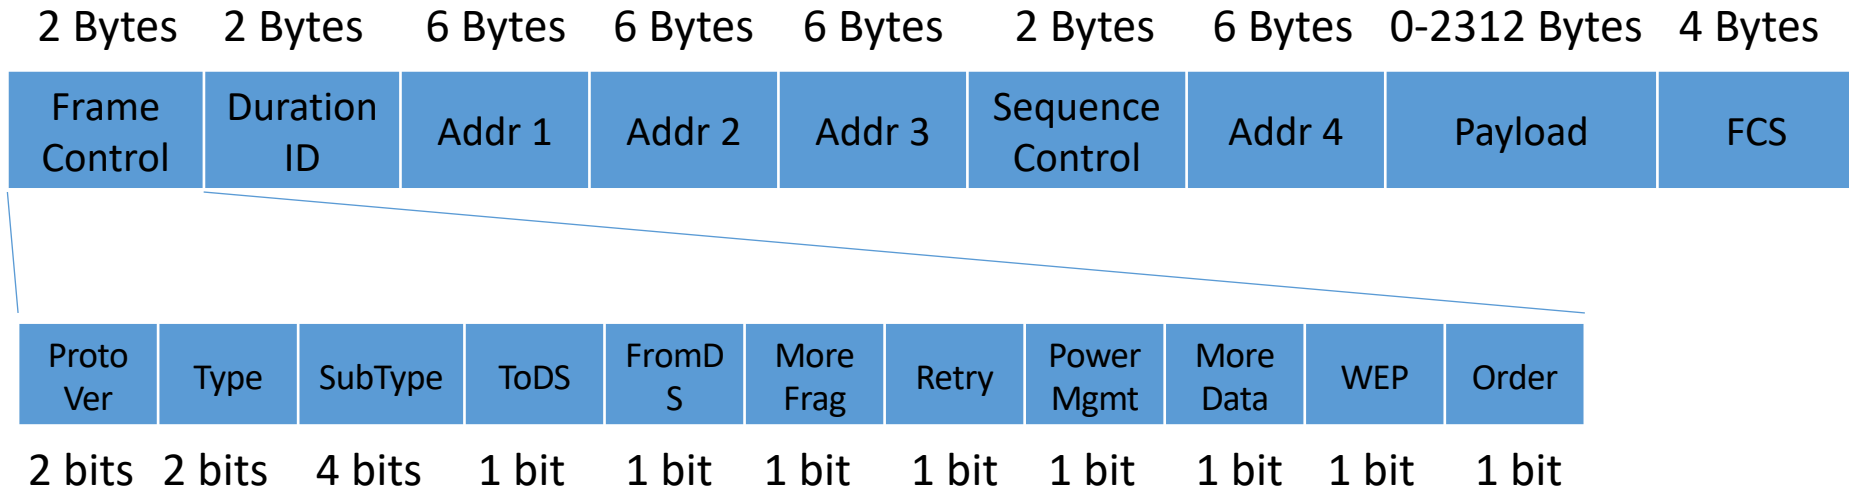 2 Bytes 2 Bytes 6 Bytes 6 Bytes 6 Bytes 2 Bytes 6 Bytes 0-2312 Bytes 4 Bytes
Frame
Control
Duration
ID
Addr 1
Addr 2
Addr 3
Sequence
Control
Addr 4
Payload
FCS
Proto
Ver
Type
SubType
ToDS
FromD
S
More
Frag
Retry
Power
Mgmt
More
Data
WEP
Order
2 bits 2 bits 4 bits 1 bit 1 bit 1 bit 1 bit 1 bit 1 bit 1 bit 1 bit